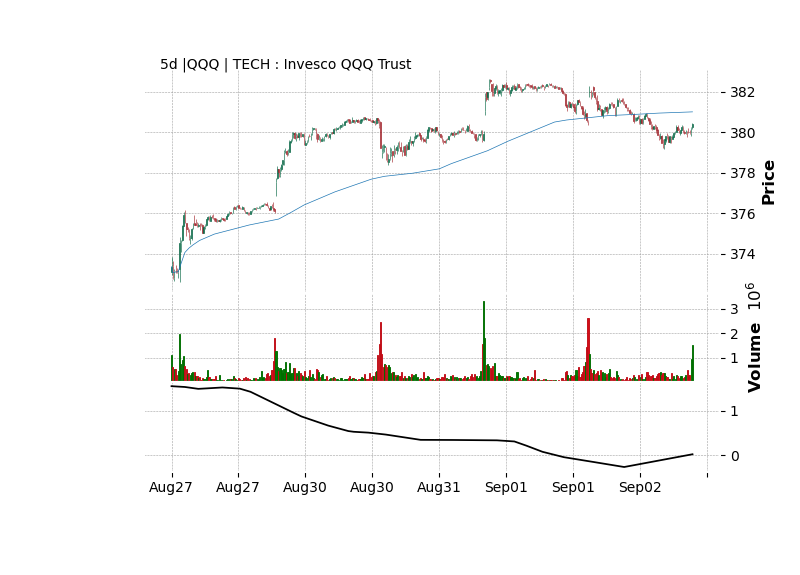 5d |QQQ | TECH : Invesco QQQ Trust
382
380
378
376
374
Price
10^6
3
2
1
Volume
1
0
Aug27 Aug27 Aug30 Aug30 Aug31 Sep01 Sep01 Sep02